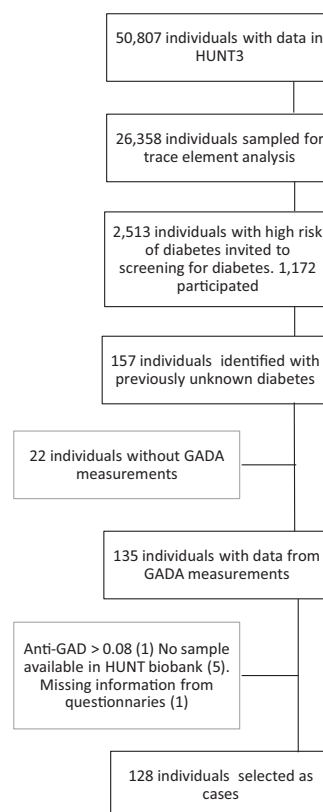 50,807 individuals with data in
HUNT3
26,358 individuals sampled for
trace element analysis
2,513 individuals with high risk
of diabetes invited to
screening for diabetes. 1,172
participated
157 individuals identified with
previously unknown diabetes
22 individuals without GADA
measurements
135 individuals with data from
GADA measurements
Anti-GAD > 0.08 (1) No sample
available in HUNT biobank (5).
Missing information from
questionnaries (1)
128 individuals selected as
cases